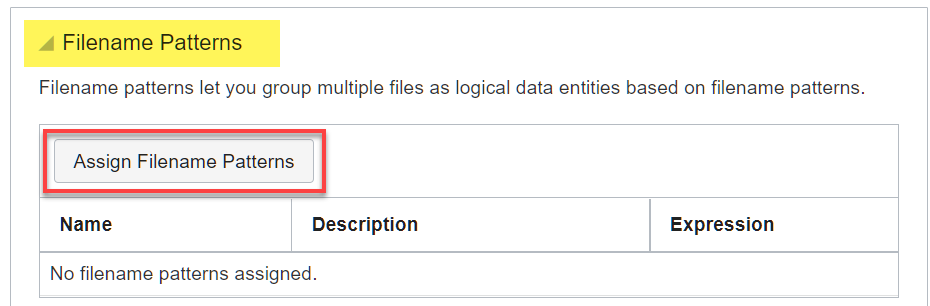 Filename Patterns
Filename patterns let you group multiple files as logical data entities based on filename patterns.
Assign Filename Patterns
Name Description Expression
No filename patterns assigned.